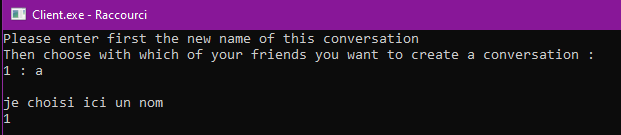 Client.exe - Raccourci
Please enter first the new name of this conversation
Then choose with which of your friends you want to create a conversation :
1 : a
je choisi ici un nom
1